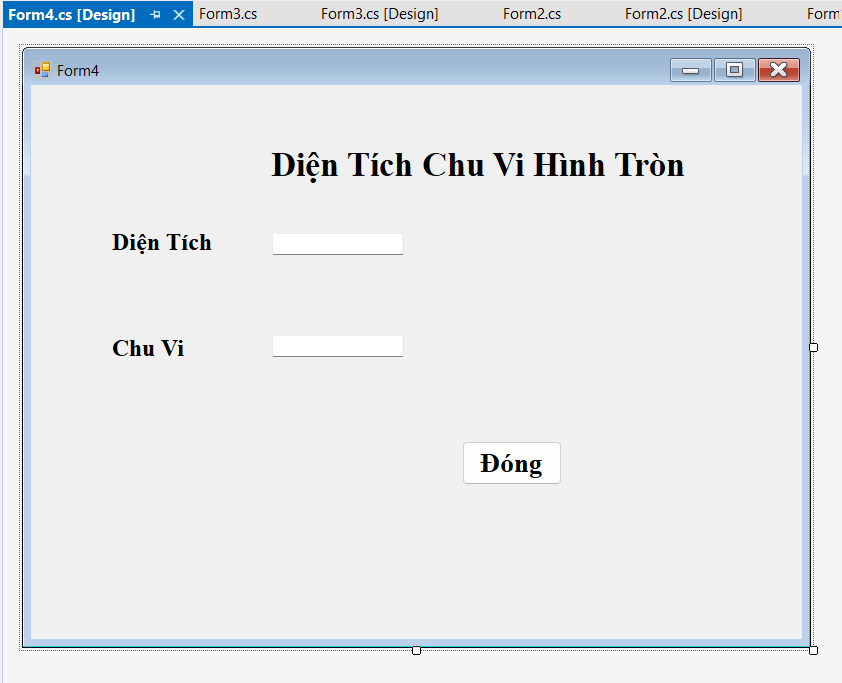 Form4.cs [Design] Form3.cs Form3.cs [Design] Form2.cs Form2.cs [Design] Form
Form4
Diện Tích Chu Vi Hình Tròn
Diện Tích
Chu Vi
Đóng